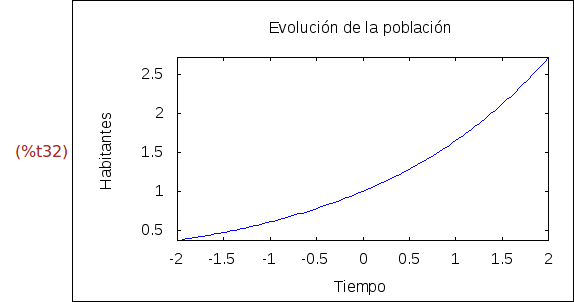 Evolución de la población
2.5
2
(%t32)
Habitantes
1.5
1
0.5
-2 -1.5 -1 -0.5 0 0.5 1 1.5 2
Tiempo